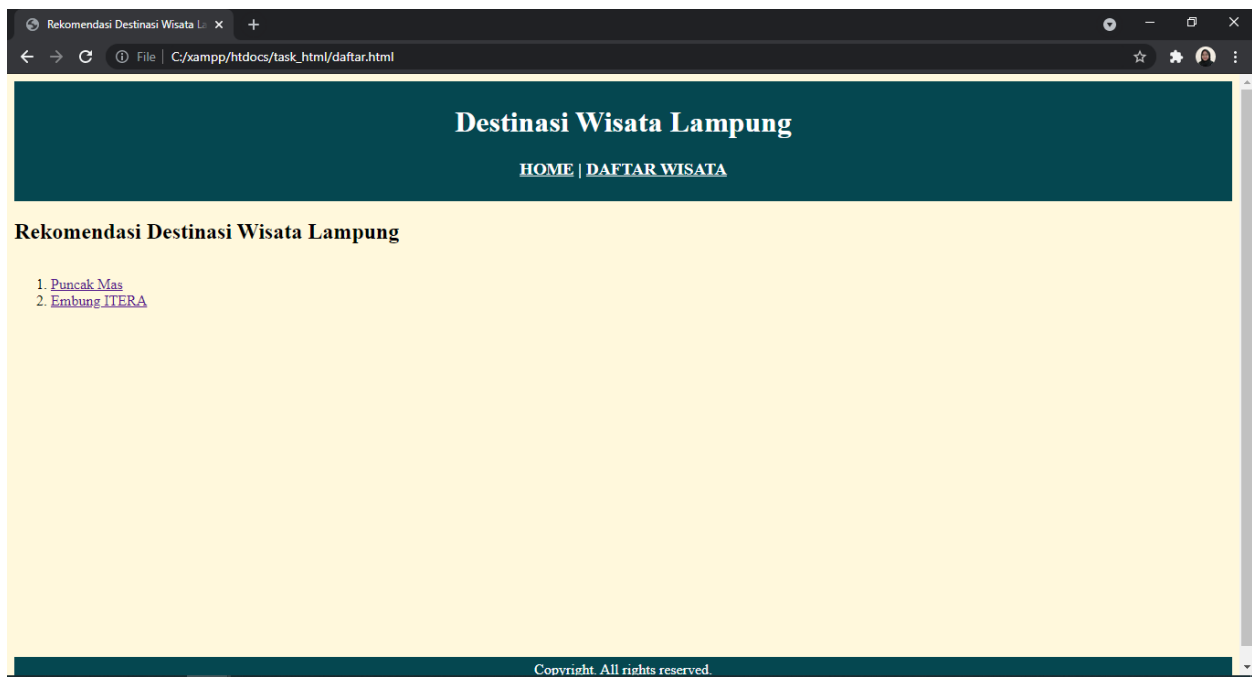 Rekomendasi Destinasi Wisata La
File | C:/xampp/htdocs/task_html/daftar.html
Destinasi Wisata Lampung
HOME | DAFTAR WISATA
Rekomendasi Destinasi Wisata Lampung
1. Puncak Mas
2. Embung ITERA
Copyright. All rights reserved.